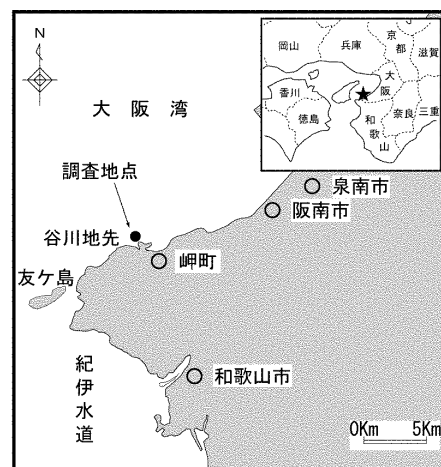 N
大阪湾
調査地点
谷川地先
友ケ島
岬町
阪南市
泉南市
紀伊水道
和歌山市
0Km 5Km
岡山
兵庫
京都
滋賀
大阪
香川
徳島
奈良
三重
和歌山